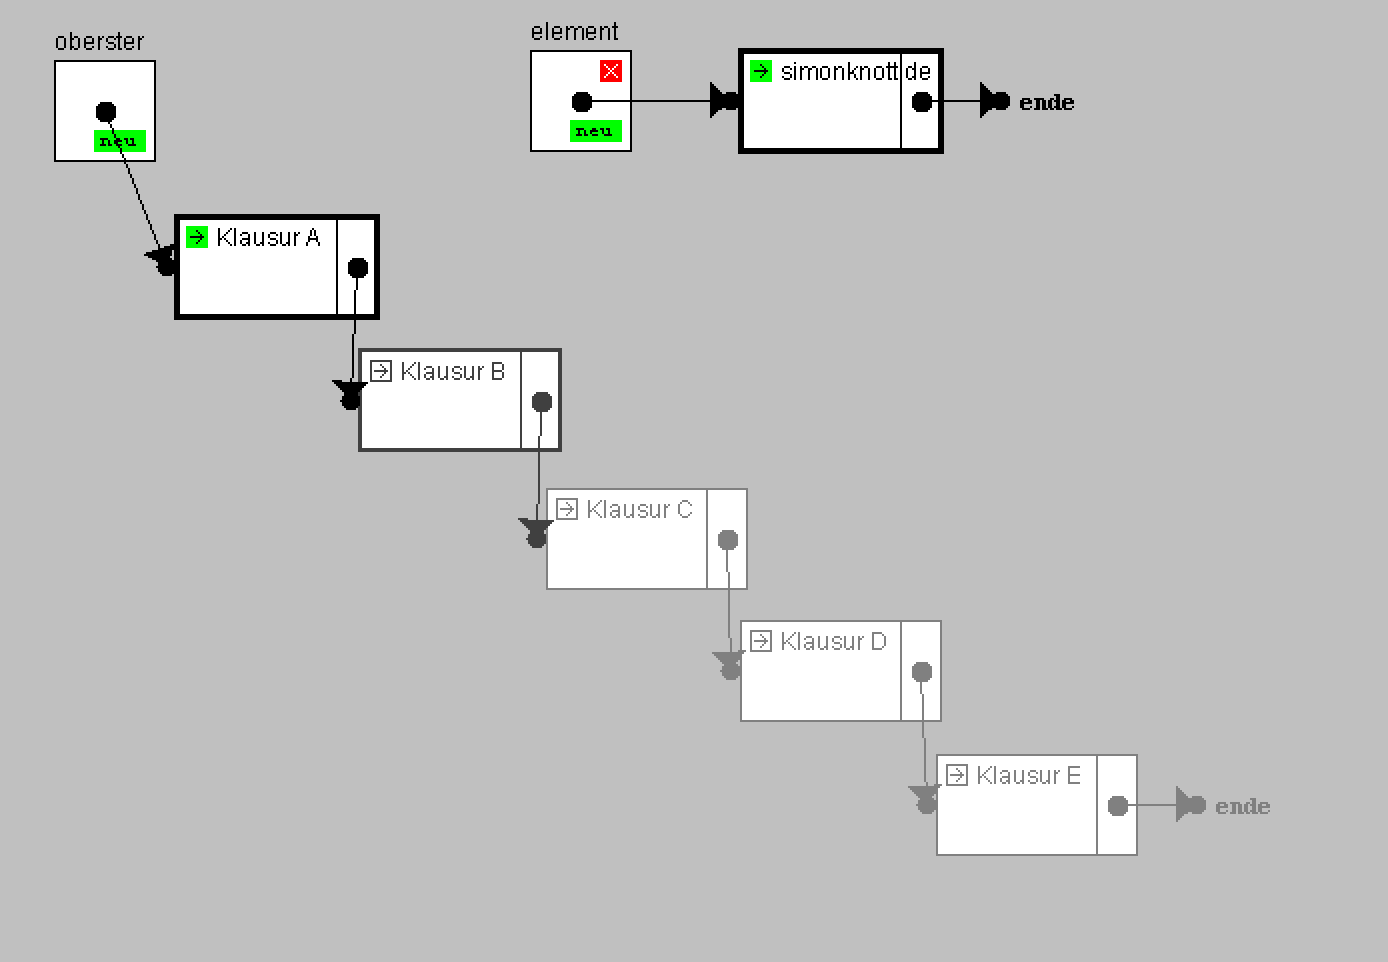 oberster
element
neu
neu
simonknott.de
ende
Klausur A
Klausur B
Klausur C
Klausur D
Klausur E
ende